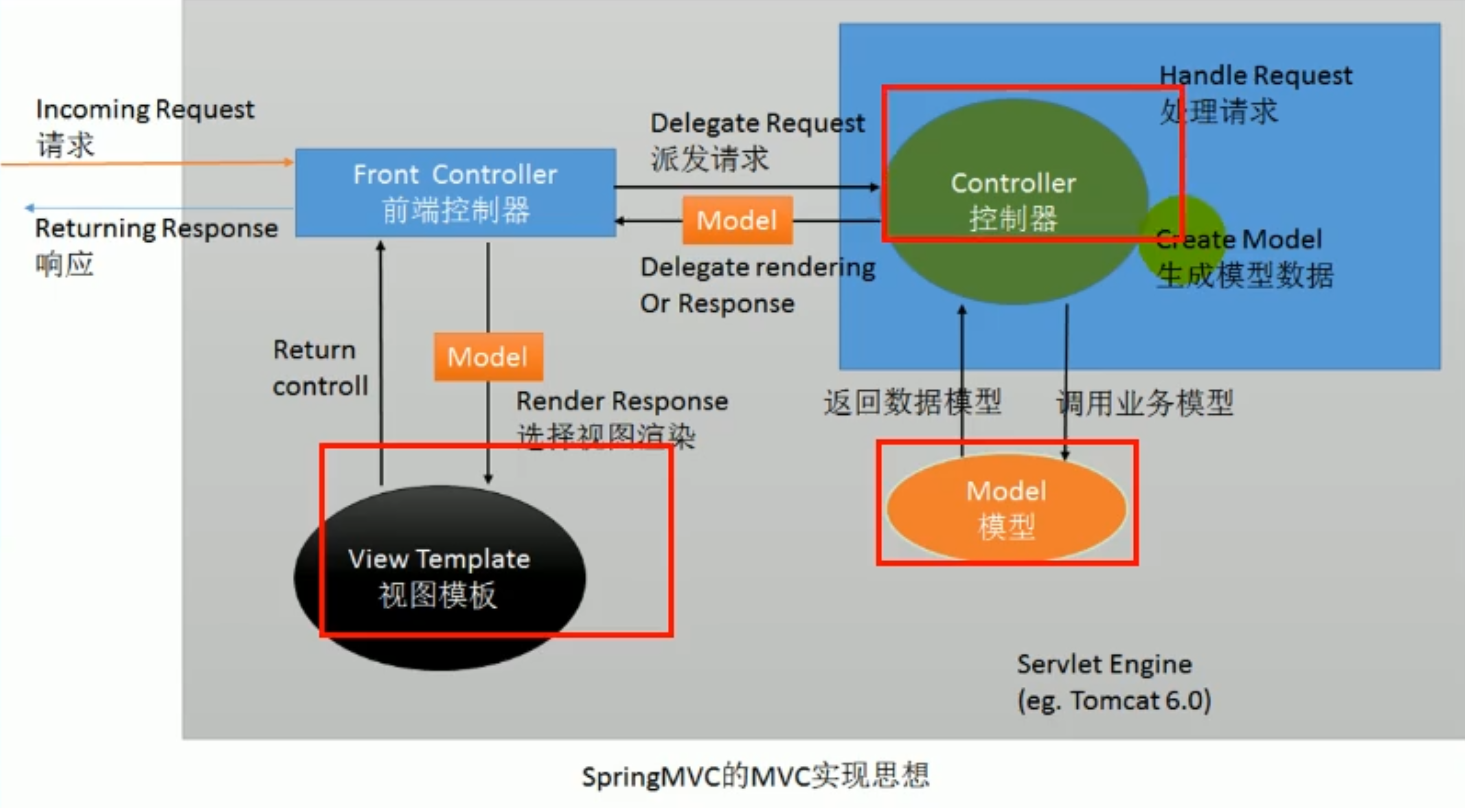 Incoming Request
请求
Returning Response
响应
Front Controller
前端控制器
Delegate Request
派发请求
Model
Delegate rendering
Or Response
Handle Request
处理请求
Controller
控制器
Create Model
生成模型数据
Return
controll
Model
Render Response
选择视图渲染
返回数据模型
调用业务模型
Model
模型
View Template
视图模板
Servlet Engine
(eg. Tomcat 6.0)
SpringMVC的MVC实现思想